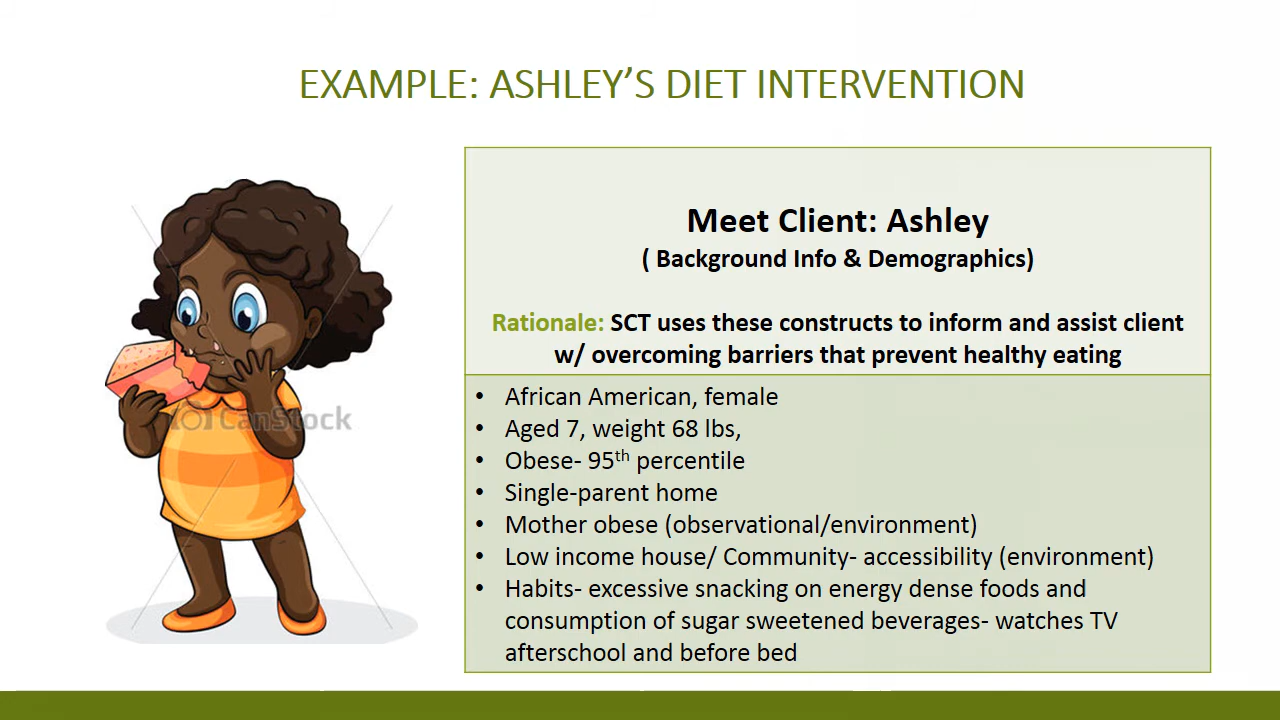 EXAMPLE: ASHLEY’S DIET INTERVENTION
Meet Client: Ashley
( Background Info & Demographics)
Rationale: SCT uses these constructs to inform and assist client
w/ overcoming barriers that prevent healthy eating
• African American, female
• Aged 7, weight 68 lbs,
• Obese- 95th percentile
• Single-parent home
• Mother obese (observational/environment)
• Low income house/ Community- accessibility (environment)
• Habits- excessive snacking on energy dense foods and
consumption of sugar sweetened beverages- watches TV
afterschool and before bed
CanStock